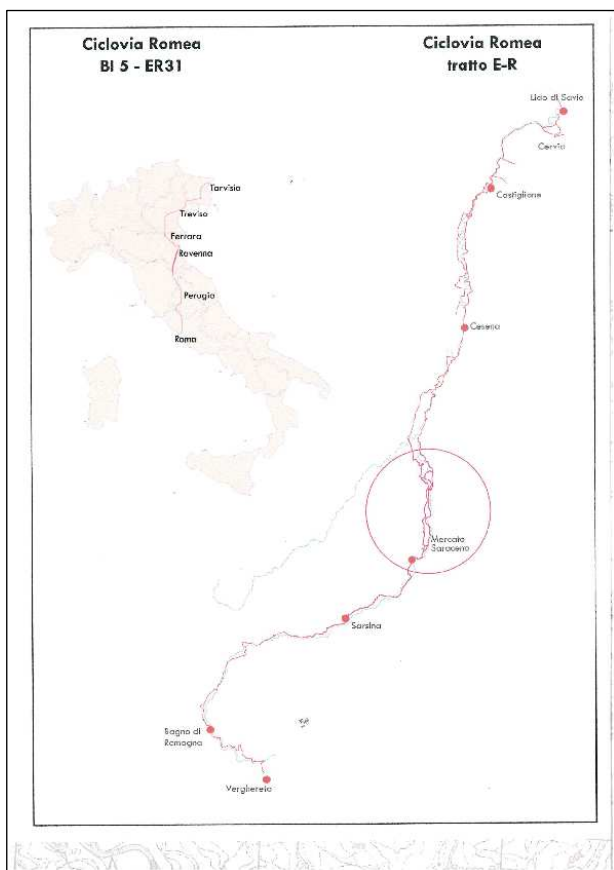 Ciclovia Romea
BI 5 - ER31
Ciclovia Romea
tratto E-R
Lido di Savio
Cervia
Tarvisio
Castiglione
Treviso
Ferrara
Ravenna
Perugia
Cesena
Roma
Mercato
Saraceno
Sarsina
Bagno di
Romagna
Verghereto